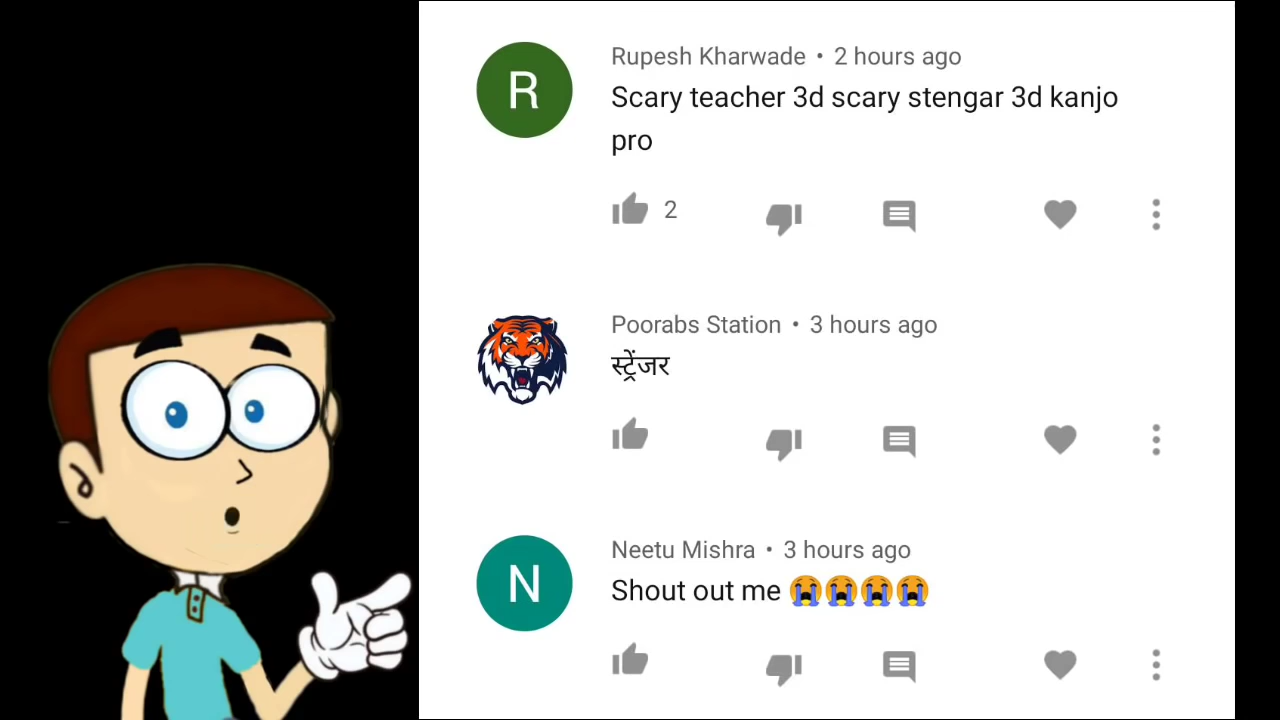 R
Rupesh Kharwade • 2 hours ago
Scary teacher 3d scary stengar 3d kanjo
pro
2
Poorabs Station • 3 hours ago
स्ट्रेंजर
N
Neetu Mishra • 3 hours ago
Shout out me 😭😭😭😭